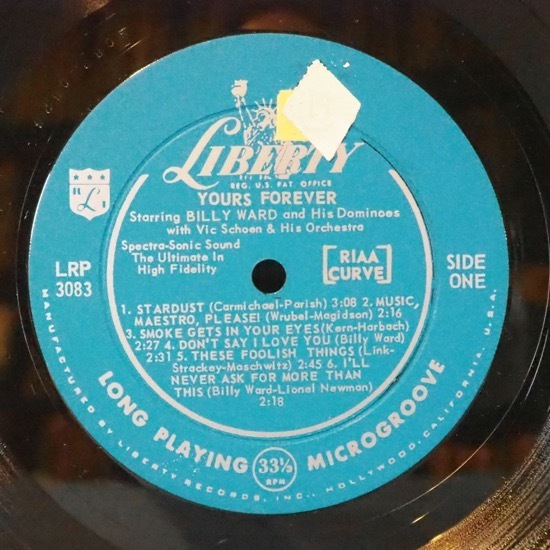 LIBERTY
REG. U.S. PAT. OFFICE
"L"
YOURS FOREVER
Starring BILLY WARD and His Dominoes
with Vic Schoen & His Orchestra
Spectra-Sonic Sound
The Ultimate In
High Fidelity
RIAA
CURVE
LRP
3083
SIDE
ONE
1. STARDUST (Carmichael-Parish) 3:08 2. MUSIC,
MAESTRO, PLEASE! (Wrubel-Magidson) 2:16
3. SMOKE GETS IN YOUR EYES (Kern-Harbach)
2:27 4. DON'T SAY I LOVE YOU (Billy Ward)
2:31 5. THESE FOOLISH THINGS (Link-
Strackey-Maschwitz) 2:45 6. I'LL
NEVER ASK FOR MORE THAN
THIS (Billy Ward-Lionel Newman)
2:18
LONG PLAYING 33⅓ RPM MICROGROOVE
MANUFACTURED BY LIBERTY RECORDS, INC., HOLLYWOOD, CALIFORNIA, U.S.A.